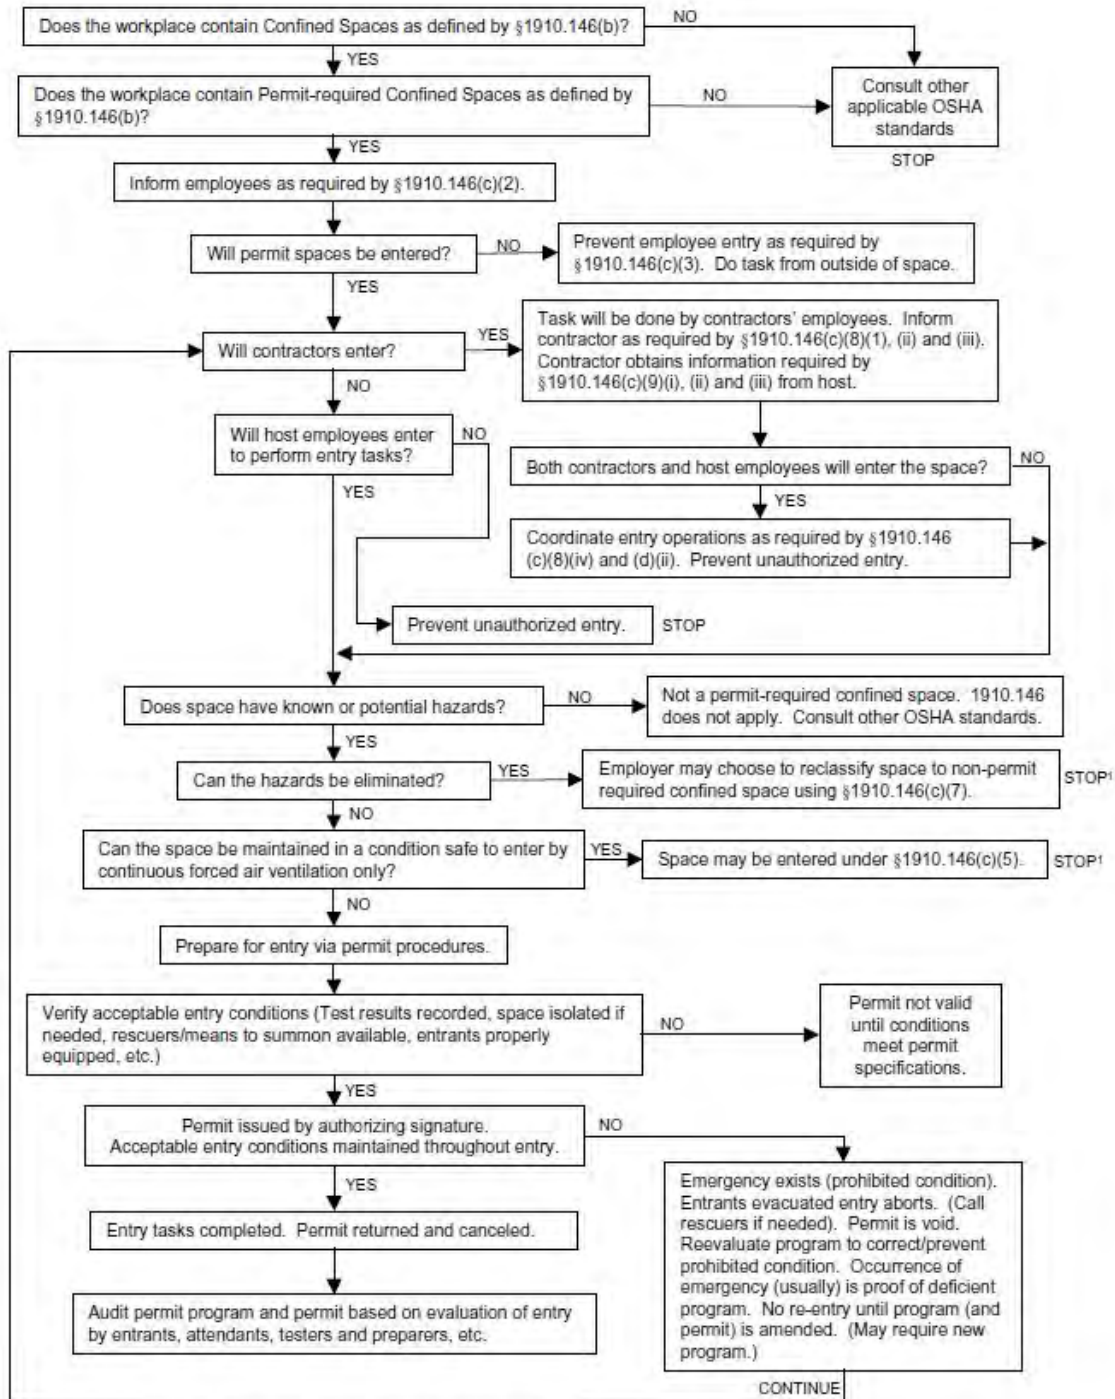 Does the workplace contain Confined Spaces as defined by §1910.146(b)?
NO
YES
Does the workplace contain Permit-required Confined Spaces as defined by
§1910.146(b)?
NO
Consult other
applicable OSHA
standards
STOP
YES
Inform employees as required by §1910.146(c)(2).
Will permit spaces be entered?
NO
Prevent employee entry as required by
§1910.146(c)(3). Do task from outside of space.
YES
Will contractors enter?
YES
Task will be done by contractors' employees. Inform
contractor as required by §1910.146(c)(8)(1), (ii) and (iii).
Contractor obtains information required by
§1910.146(c)(9)(i), (ii) and (iii) from host.
NO
Will host employees enter
to perform entry tasks?
NO
Both contractors and host employees will enter the space?
NO
YES
YES
Coordinate entry operations as required by §1910.146
(c)(8)(iv) and (d)(ii). Prevent unauthorized entry.
Prevent unauthorized entry.
STOP
Does space have known or potential hazards?
NO
Not a permit-required confined space. 1910.146
does not apply. Consult other OSHA standards.
YES
Can the hazards be eliminated?
YES
Employer may choose to reclassify space to non-permit
required confined space using §1910.146(c)(7).
STOP¹
NO
Can the space be maintained in a condition safe to enter by
continuous forced air ventilation only?
YES
Space may be entered under §1910.146(c)(5).
STOP¹
NO
Prepare for entry via permit procedures.
Verify acceptable entry conditions (Test results recorded, space isolated if
needed, rescuers/means to summon available, entrants properly
equipped, etc.)
NO
Permit not valid
until conditions
meet permit
specifications.
YES
Permit issued by authorizing signature.
Acceptable entry conditions maintained throughout entry.
NO
YES
Emergency exists (prohibited condition).
Entrants evacuated entry aborts. (Call
rescuers if needed). Permit is void.
Reevaluate program to correct/prevent
prohibited condition. Occurrence of
emergency (usually) is proof of deficient
program. No re-entry until program (and
permit) is amended. (May require new
program.)
Entry tasks completed. Permit returned and canceled.
Audit permit program and permit based on evaluation of entry
by entrants, attendants, testers and preparers, etc.
CONTINUE